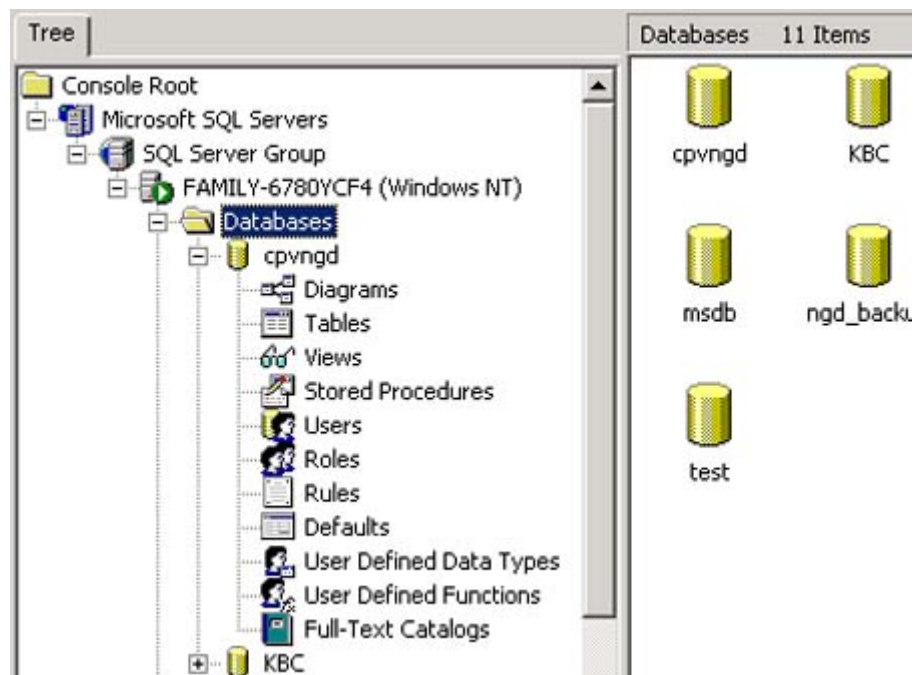 Tree
Console Root
Microsoft SQL Servers
SQL Server Group
FAMILY-6780YCF4 (Windows NT)
Databases
cpvngd
Diagrams
Tables
Views
Stored Procedures
Users
Roles
Rules
Defaults
User Defined Data Types
User Defined Functions
Full-Text Catalogs
KBC
Databases 11 Items
cpvngd KBC
msdb ngd_backu
test